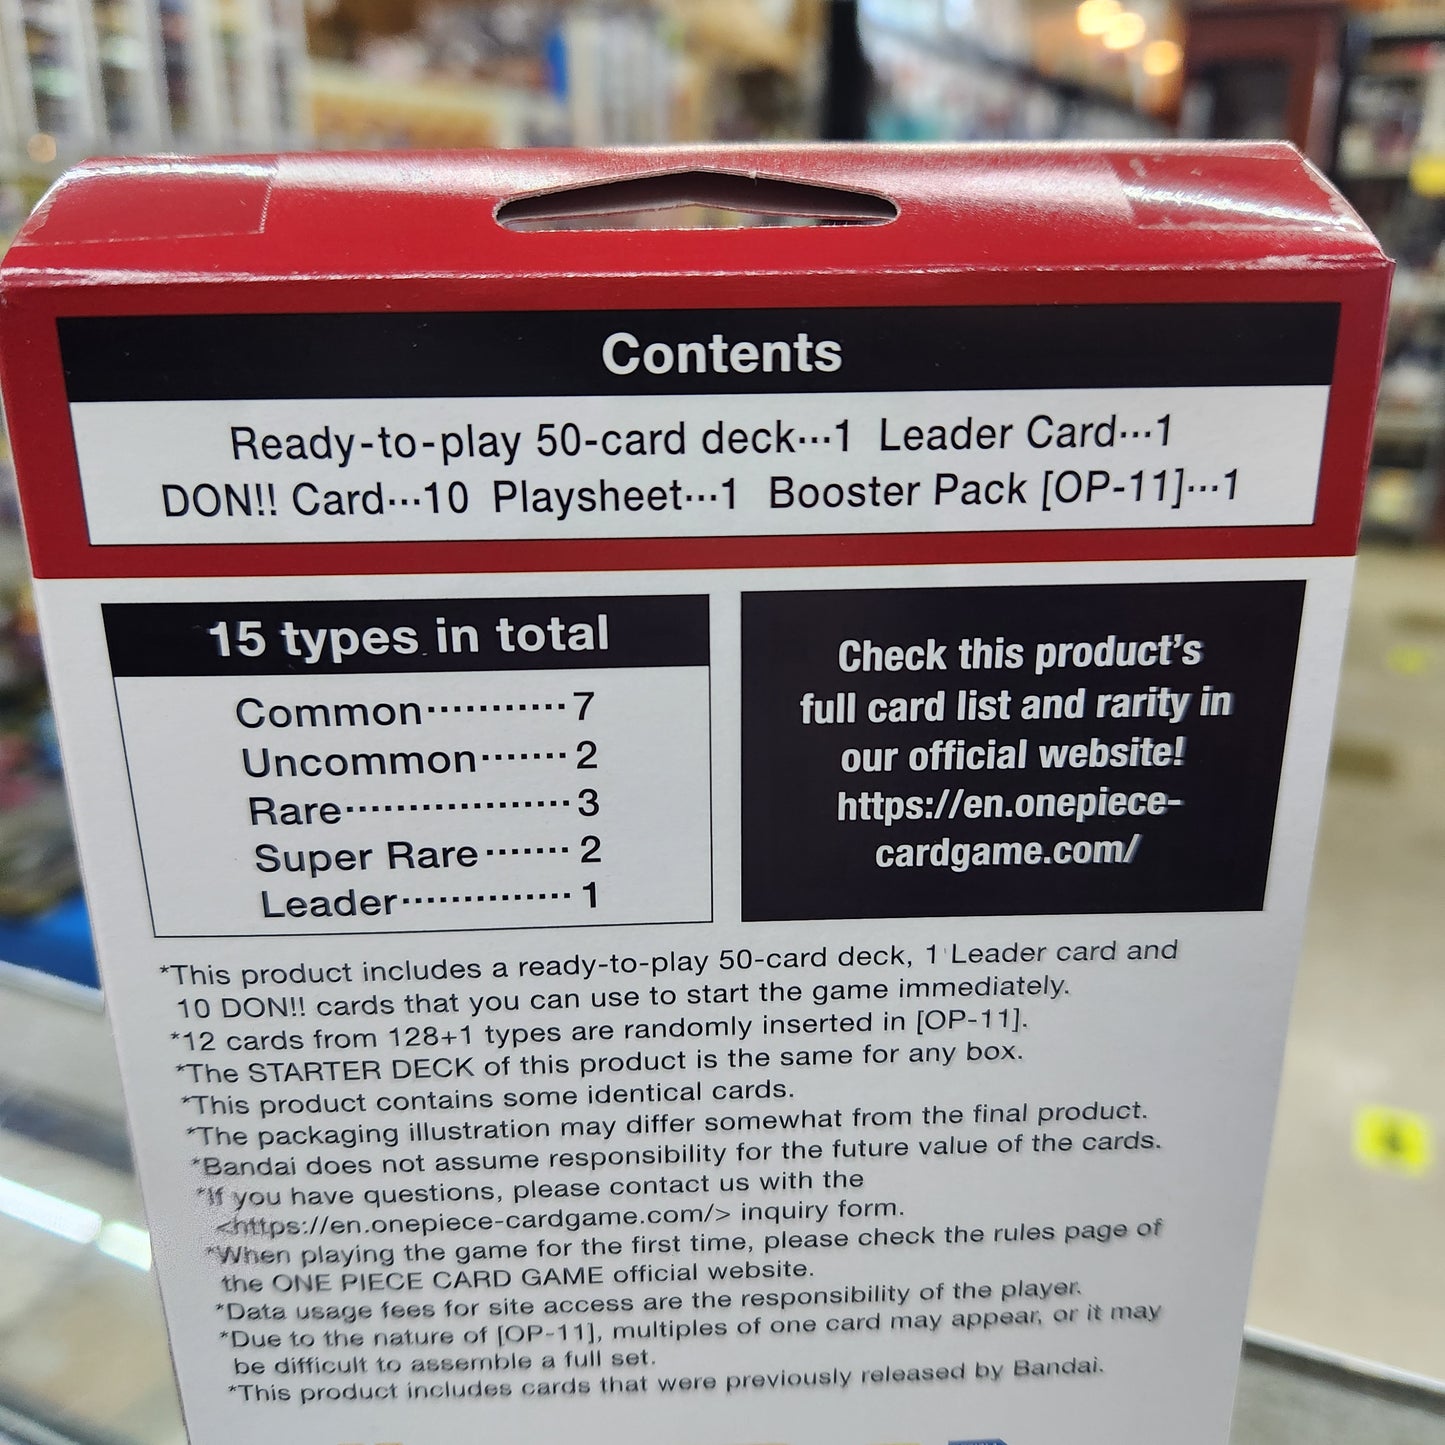 Contents
Ready-to-play 50-card deck···1 Leader Card···1
DON!! Card···10 Playsheet···1 Booster Pack [OP-11]···1
15 types in total
Common···········7
Uncommon·······2
Rare···················3
Super Rare·······2
Leader··············1
Check this product's
full card list and rarity in
our official website!
https://en.onepiece-
cardgame.com/
*This product includes a ready-to-play 50-card deck, 1 Leader card and
10 DON!! cards that you can use to start the game immediately.
*12 cards from 128+1 types are randomly inserted in [OP-11].
*The STARTER DECK of this product is the same for any box.
*This product contains some identical cards.
*The packaging illustration may differ somewhat from the final product.
*Bandai does not assume responsibility for the future value of the cards.
*If you have questions, please contact us with the
<https://en.onepiece-cardgame.com/> inquiry form.
*When playing the game for the first time, please check the rules page of
the ONE PIECE CARD GAME official website.
*Data usage fees for site access are the responsibility of the player.
*Due to the nature of [OP-11], multiples of one card may appear, or it may
be difficult to assemble a full set.
*This product includes cards that were previously released by Bandai.